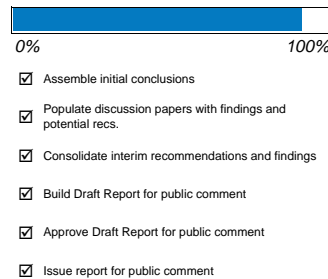 0% 100%
Assemble initial conclusions
Populate discussion papers with findings and
potential recs.
Consolidate interim recommendations and findings
Build Draft Report for public comment
Approve Draft Report for public comment
Issue report for public comment